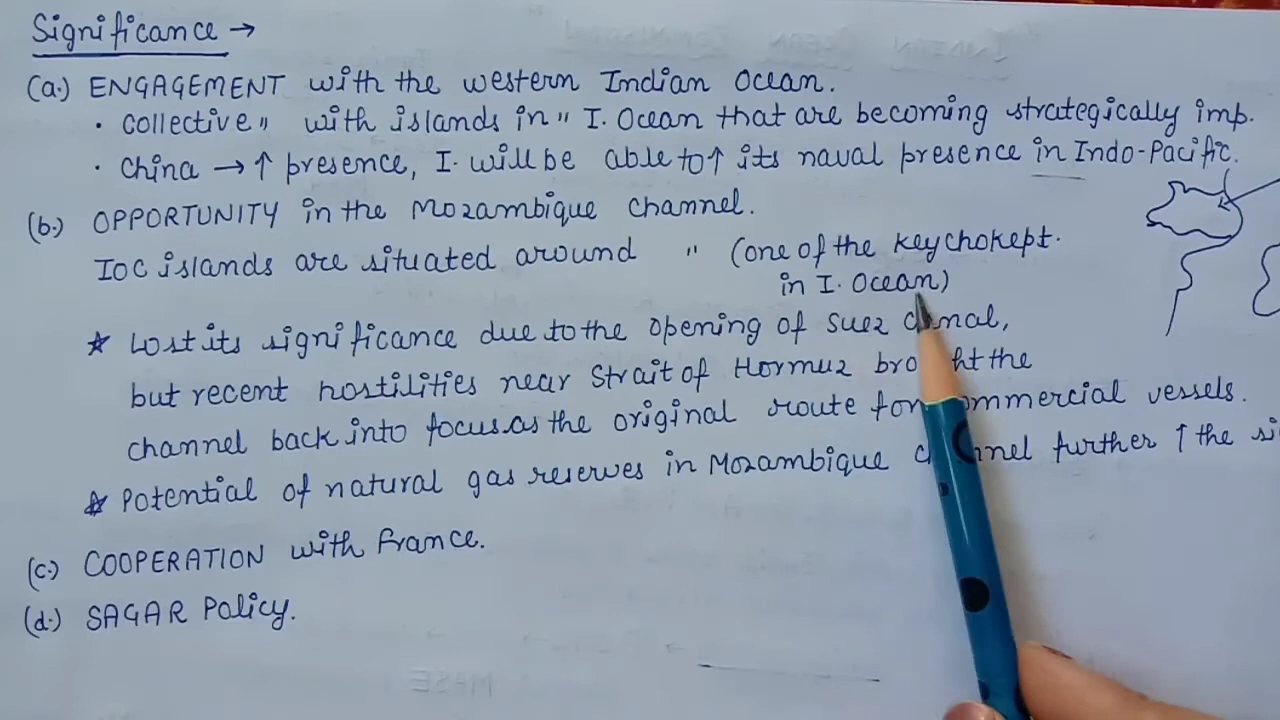 Significance →
(a.) ENGAGEMENT with the western Indian Ocean.
• Collective " with islands in " I. Ocean that are becoming strategically imp.
• China → ↑ presence, I. will be able to ↑ its naval presence in Indo-Pacific.
(b.) OPPORTUNITY in the Mozambique Channel.
IOC islands are situated around " (one of the key chokept.
in I. Ocean)
* Lost its significance due to the opening of Suez canal,
but recent hostilities near Strait of Hormuz brought the
channel back into focus as the original route for commercial vessels.
* Potential of natural gas reserves in Mozambique channel further ↑ the
(c.) COOPERATION with France.
(d.) SAGAR Policy.